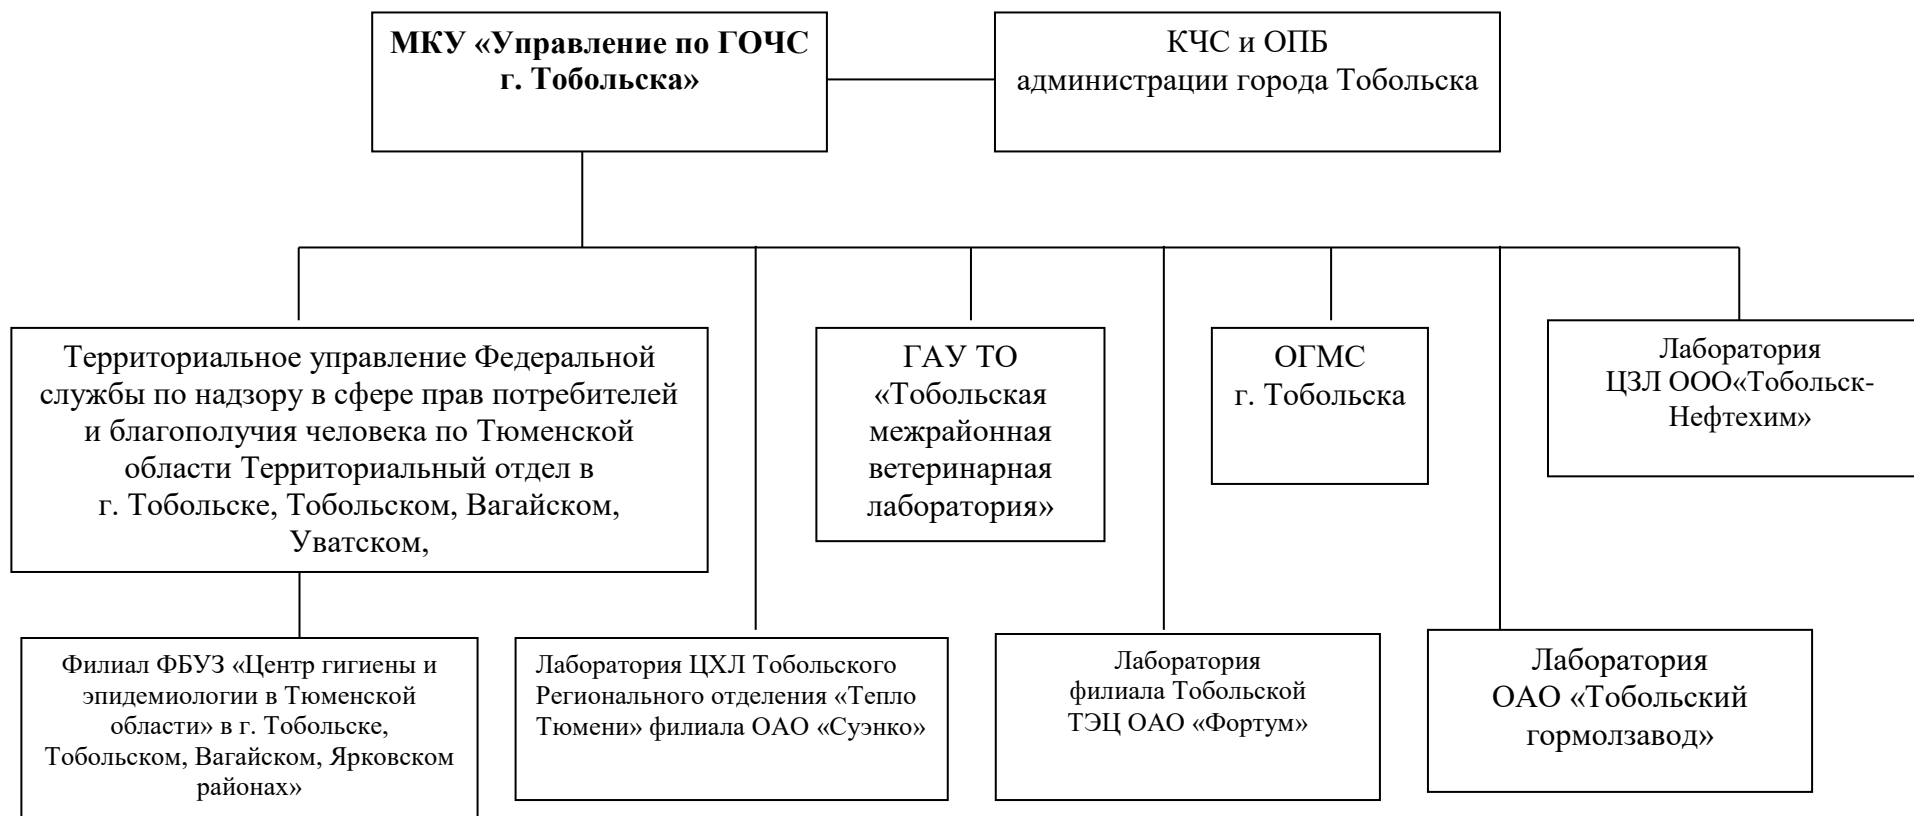 МКУ «Управление по ГОЧС
г. Тобольска»
КЧС и ОПБ
администрации города Тобольска
Территориальное управление Федеральной
службы по надзору в сфере прав потребителей
и благополучия человека по Тюменской
области Территориальный отдел в
г. Тобольске, Тобольском, Вагайском,
Уватском,
ГАУ ТО
«Тобольская
межрайонная
ветеринарная
лаборатория»
ОГМС
г. Тобольска
Лаборатория
ЦЗЛ ООО«Тобольск-
Нефтехим»
Филиал ФБУЗ «Центр гигиены и
эпидемиологии в Тюменской
области» в г. Тобольске,
Тобольском, Вагайском, Ярковском
районах»
Лаборатория ЦХЛ Тобольского
Регионального отделения «Тепло
Тюмени» филиала ОАО «Суэнко»
Лаборатория
филиала Тобольской
ТЭЦ ОАО «Фортум»
Лаборатория
ОАО «Тобольский
гормолзавод»